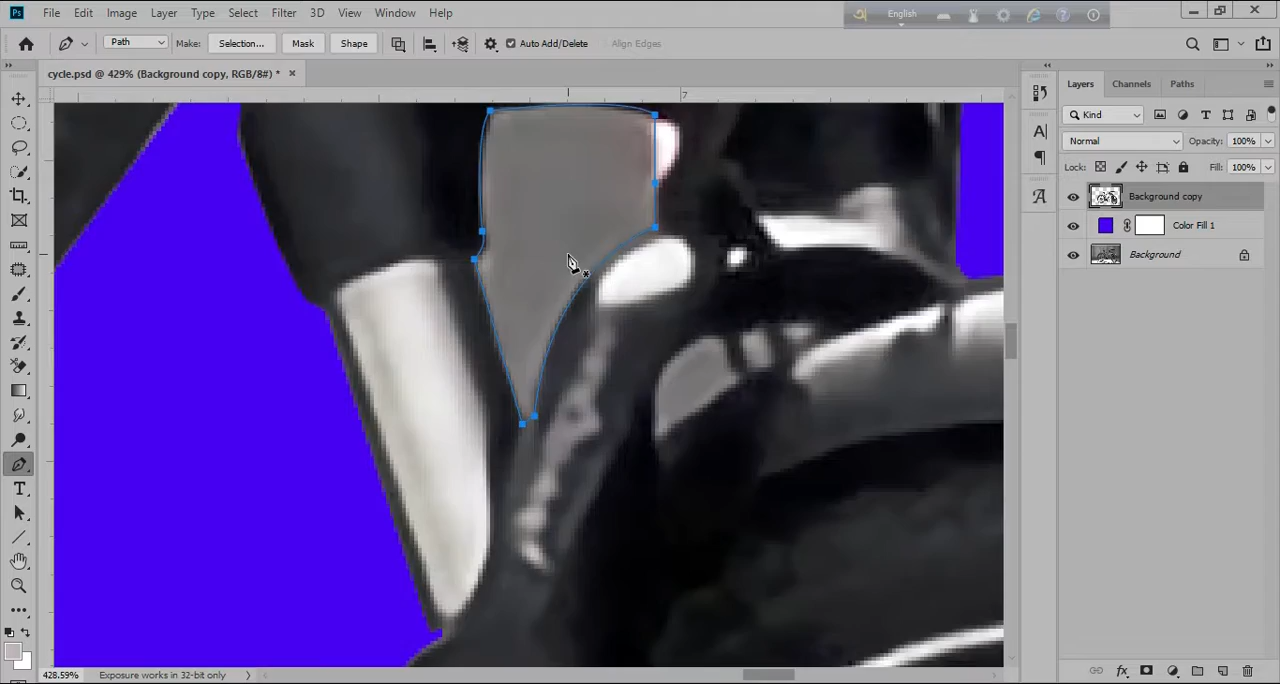 Ps File Edit Image Layer Type Select Filter 3D View Window Help
English
Path Make: Selection... Mask Shape Auto Add/Delete Align Edges
cycle.psd @ 429% (Background copy, RGB/8#) *
7
Layers Channels Paths
Kind
Normal Opacity: 100%
Lock: Fill: 100%
Background copy
Color Fill 1
Background
428.59% Exposure works in 32-bit only